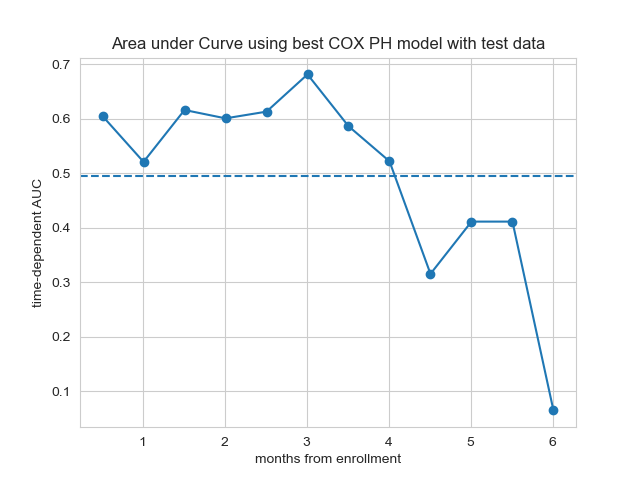 Area under Curve using best COX PH model with test data
time-dependent AUC
0.7
0.6
0.5
0.4
0.3
0.2
0.1
1 2 3 4 5 6
months from enrollment